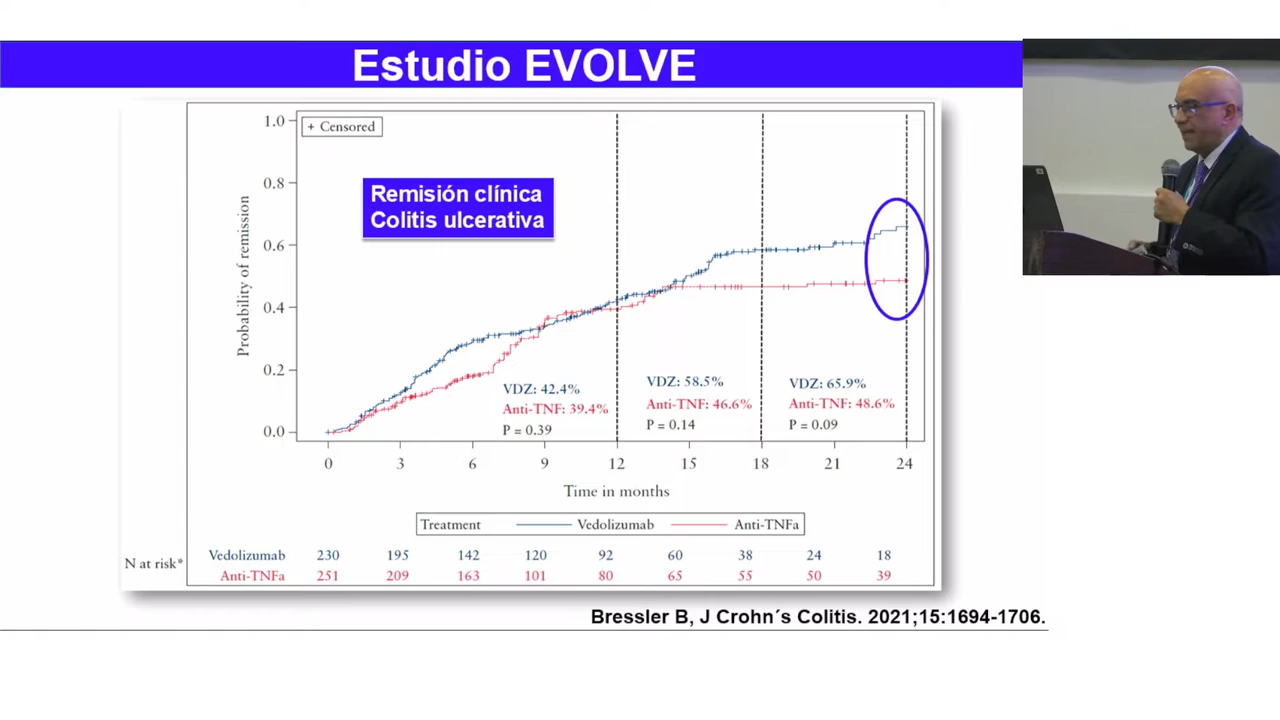 Estudio EVOLVE
1.0
+ Censored
0.8
Remisión clínica
Colitis ulcerativa
0.6
Probability of remission
0.4
0.2
VDZ: 42.4%
Anti-TNF: 39.4%
P = 0.39
VDZ: 58.5%
Anti-TNF: 46.6%
P = 0.14
VDZ: 65.9%
Anti-TNF: 48.6%
P = 0.09
0.0
0 3 6 9 12 15 18 21 24
Time in months
Treatment Vedolizumab Anti-TNFa
N at risk*
Vedolizumab 230 195 142 120 92 60 38 24 18
Anti-TNFa 251 209 163 101 80 65 55 50 39
Bressler B, J Crohn´s Colitis. 2021;15:1694-1706.